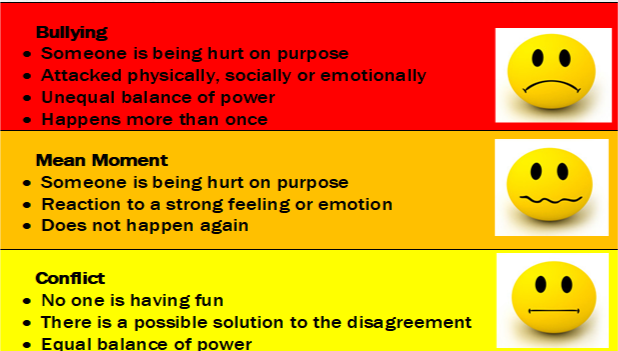 Bullying
• Someone is being hurt on purpose
• Attacked physically, socially or emotionally
• Unequal balance of power
• Happens more than once
Mean Moment
• Someone is being hurt on purpose
• Reaction to a strong feeling or emotion
• Does not happen again
Conflict
• No one is having fun
• There is a possible solution to the disagreement
• Equal balance of power